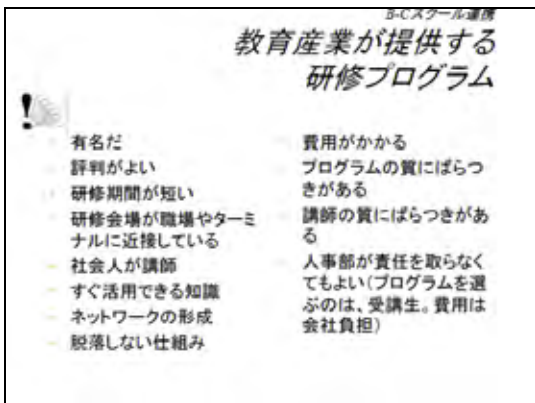 B-Cスクール連携
教育産業が提供する
研修プログラム
有名だ
評判がよい
研修期間が短い
研修会場が職場やターミ
ナルに近接している
社会人が講師
すぐ活用できる知識
ネットワークの形成
脱落しない仕組み
費用がかかる
プログラムの質にばらつ
きがある
講師の質にばらつきがあ
る
人事部が責任を取らなく
てもよい(プログラムを選
ぶのは、受講生。費用は
会社負担)